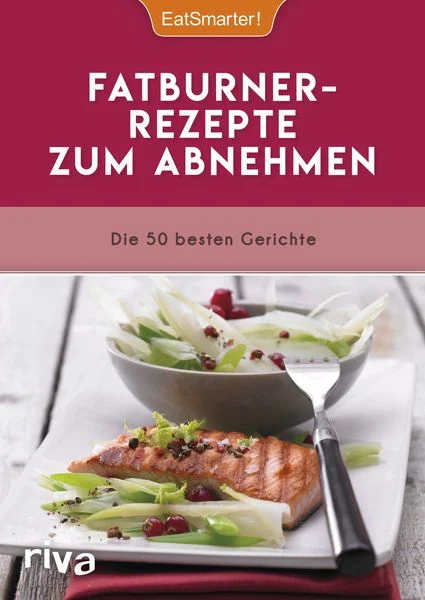 EatSmarter!
FATBURNER-
REZEPTE
ZUM ABNEHMEN
Die 50 besten Gerichte
riva